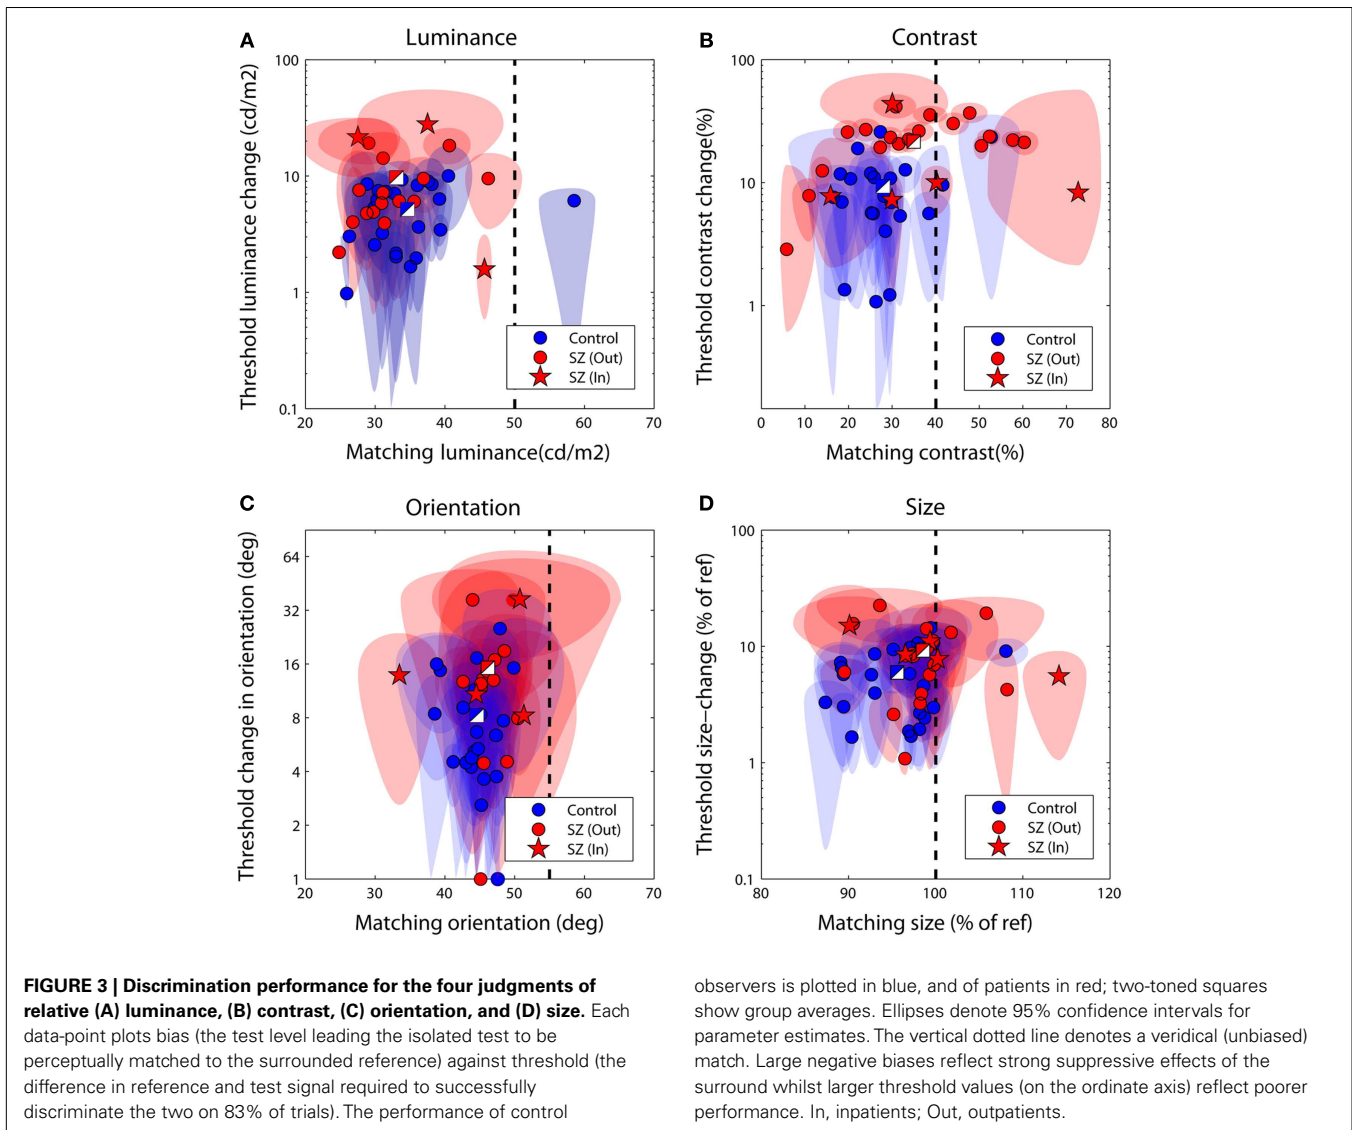 A
Luminance
Threshold luminance change (cd/m2)
100
10
1
0.1
20 30 40 50 60 70
Control
SZ (Out)
SZ (In)
Matching luminance(cd/m2)
B
Contrast
Threshold contrast change(%)
100
10
1
0 10 20 30 40 50 60 70 80
Control
SZ (Out)
SZ (In)
Matching contrast(%)
C
Orientation
Threshold change in orientation (deg)
64
32
16
8
4
2
1
20 30 40 50 60 70
Control
SZ (Out)
SZ (In)
Matching orientation (deg)
D
Size
Threshold size–change (% of ref)
100
10
1
0.1
80 90 100 110 120
Control
SZ (Out)
SZ (In)
Matching size (% of ref)
FIGURE 3 | Discrimination performance for the four judgments of
relative (A) luminance, (B) contrast, (C) orientation, and (D) size. Each
data-point plots bias (the test level leading the isolated test to be
perceptually matched to the surrounded reference) against threshold (the
difference in reference and test signal required to successfully
discriminate the two on 83% of trials). The performance of control
observers is plotted in blue, and of patients in red; two-toned squares
show group averages. Ellipses denote 95% confidence intervals for
parameter estimates. The vertical dotted line denotes a veridical (unbiased)
match. Large negative biases reflect strong suppressive effects of the
surround whilst larger threshold values (on the ordinate axis) reflect poorer
performance. In, inpatients; Out, outpatients.